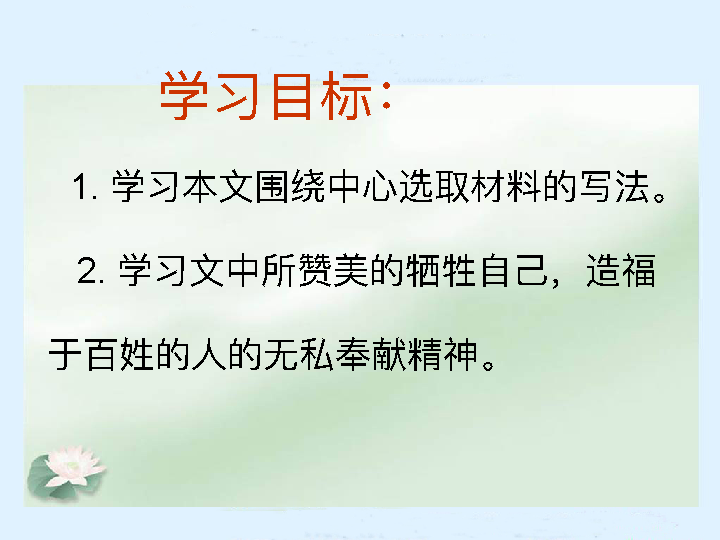 学习目标：
1. 学习本文围绕中心选取材料的写法。
2. 学习文中所赞美的牺牲自己，造福
于百姓的人的无私奉献精神。